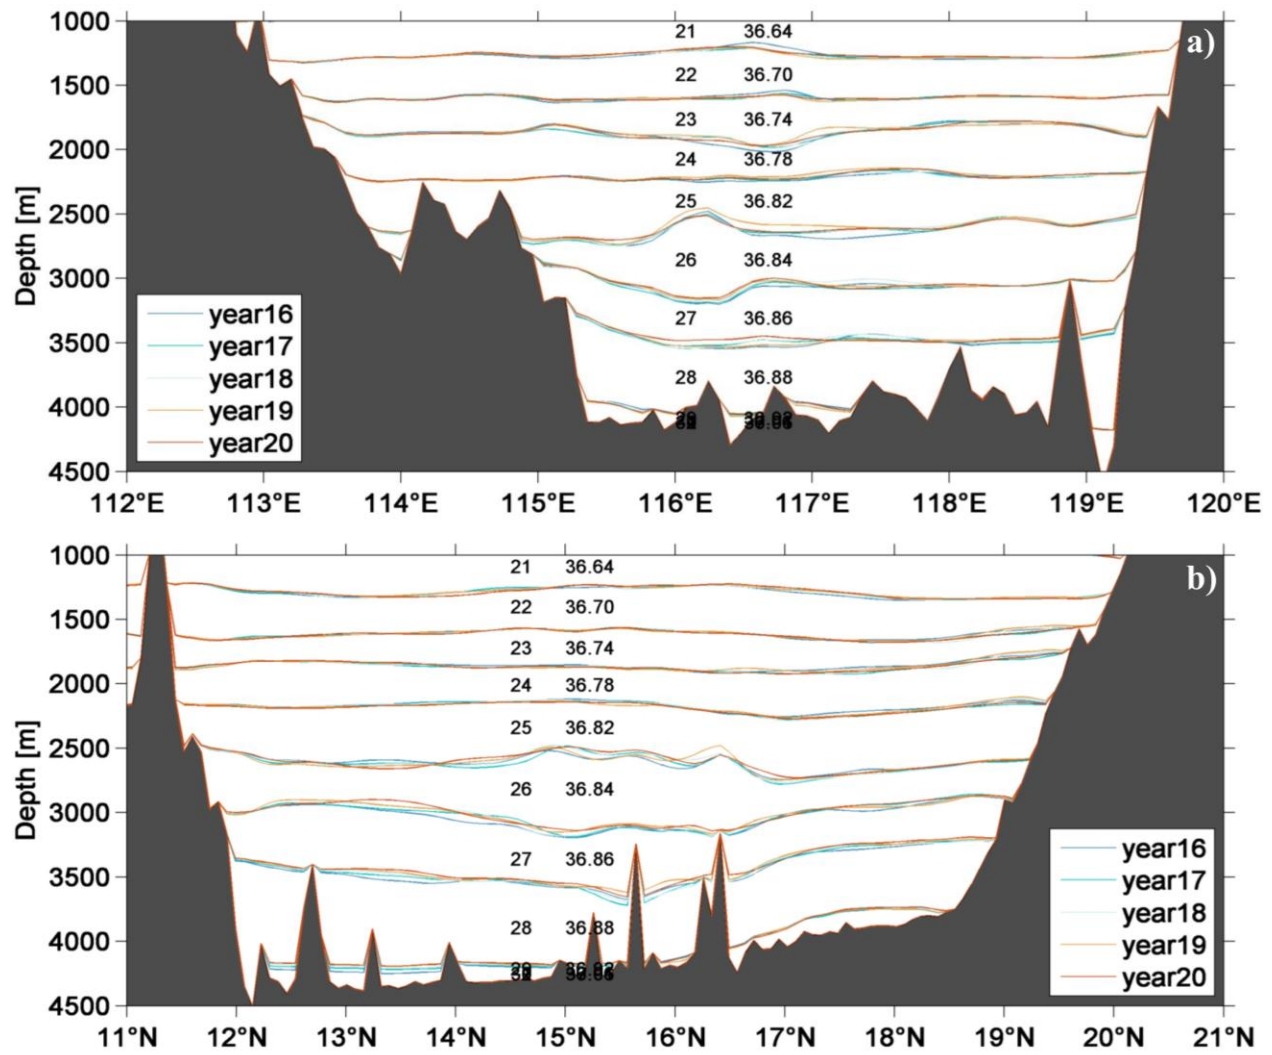 1000
21 36.64
a)
22 36.70
1500
23 36.74
2000
24 36.78
25 36.82
2500
26 36.84
3000
27 36.86
3500
28 36.88
4000
4500
Depth [m]
year16
year17
year18
year19
year20
112°E 113°E 114°E 115°E 116°E 117°E 118°E 119°E 120°E
1000
21 36.64
b)
22 36.70
1500
23 36.74
2000
24 36.78
25 36.82
2500
26 36.84
3000
27 36.86
3500
28 36.88
4000
4500
Depth [m]
year16
year17
year18
year19
year20
11°N 12°N 13°N 14°N 15°N 16°N 17°N 18°N 19°N 20°N 21°N